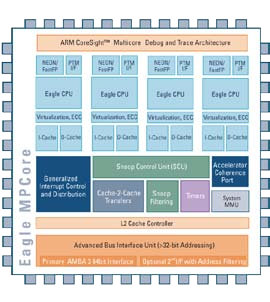 ARM CoreSight™ Multicore Debug and Trace Architecture
NEON/ FastFP PTM I/F NEON/ FastFP PTM I/F NEON/ FastFP PTM I/F NEON/ FastFP PTM I/F
Eagle CPU Eagle CPU Eagle CPU Eagle CPU
Virtualization, ECC Virtualization, ECC Virtualization, ECC Virtualization, ECC
I-Cache D-Cache I-Cache D-Cache I-Cache D-Cache I-Cache D-Cache
Generalized
Interrupt Control
and Distribution
Snoop Control Unit (SCU)
Cache-2-Cache
Transfers
Snoop
Filtering
Timers
Accelerator
Coherence
Port
System
MMU
L2 Cache Controller
Advanced Bus Interface Unit (>32-bit Addressing)
Primary AMBA 3 64bit Interface
Optional 2nd I/F with Address Filtering
Eagle MPCore